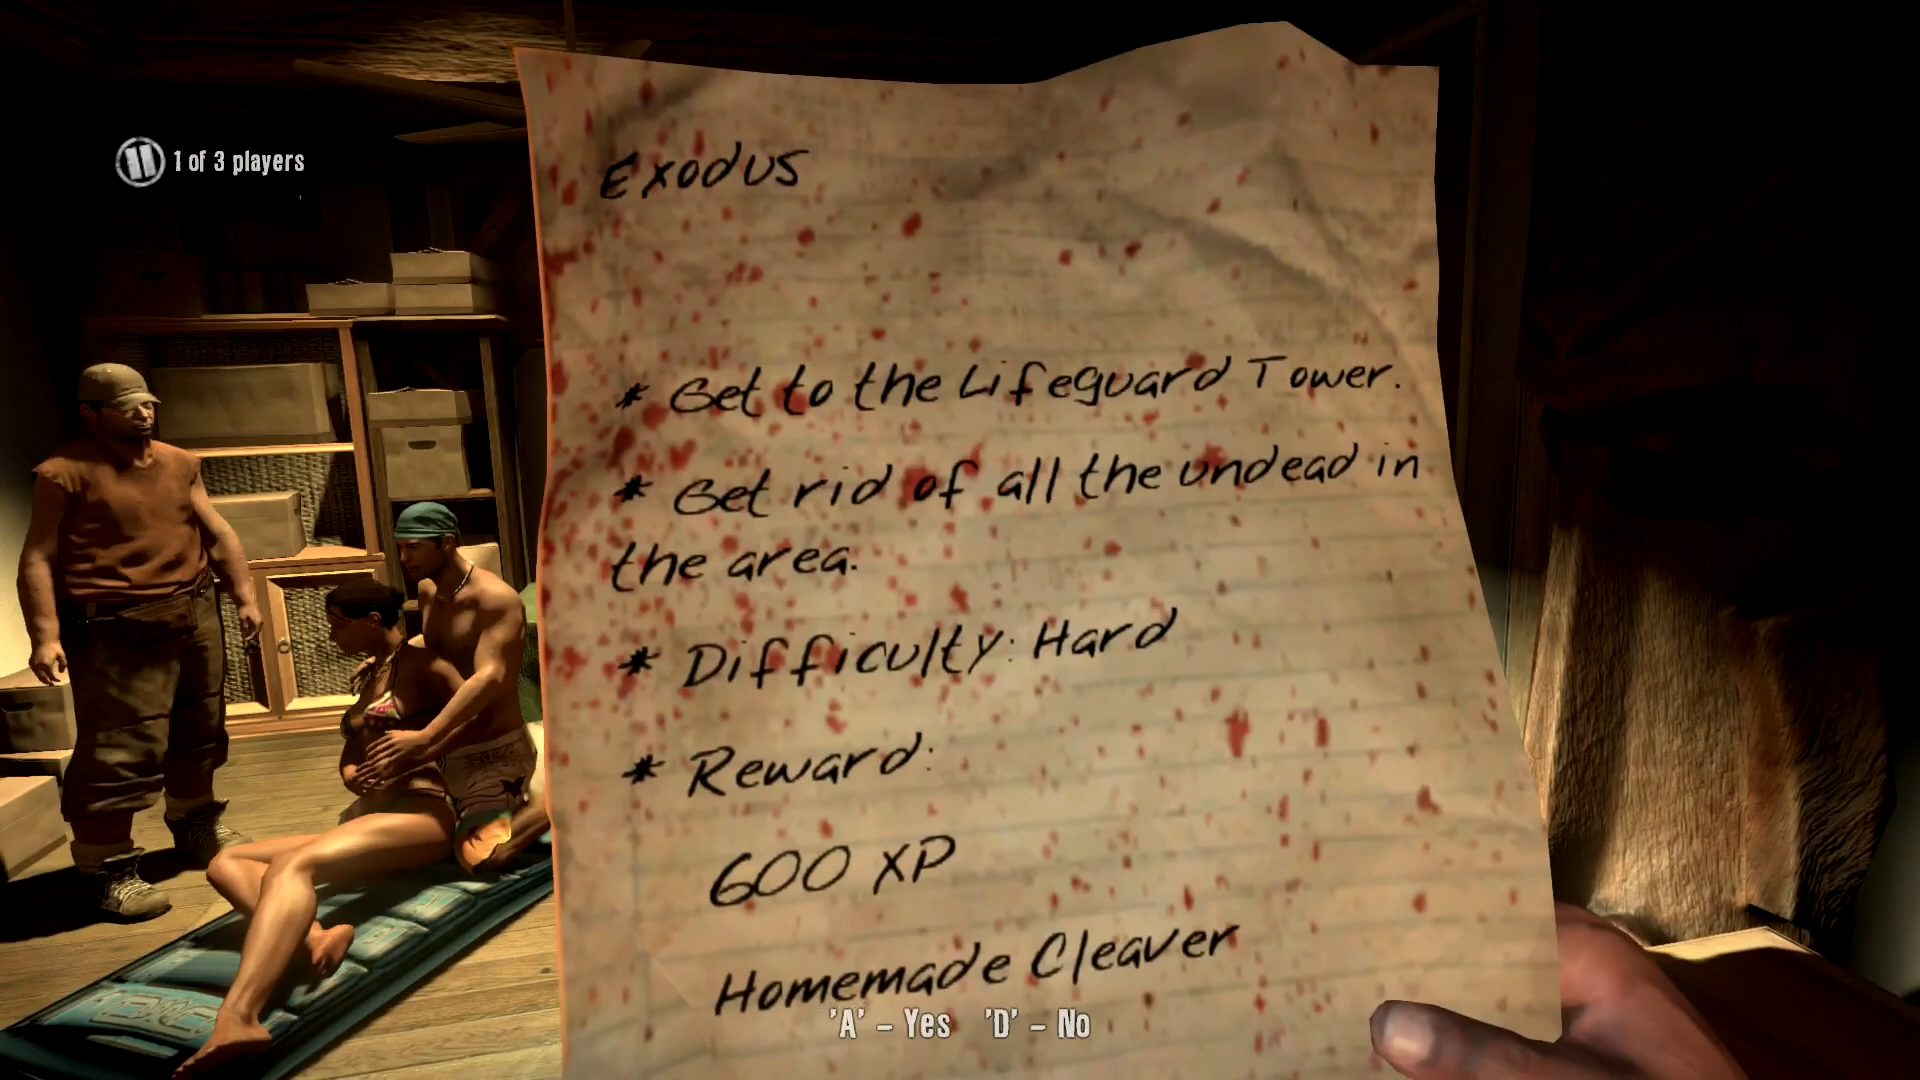 1 of 3 players
Exodus
* Get to the Lifeguard Tower.
* Get rid of all the undead in
the area.
* Difficulty: Hard
* Reward:
600 XP
Homemade Cleaver
'A' – Yes 'D' – No